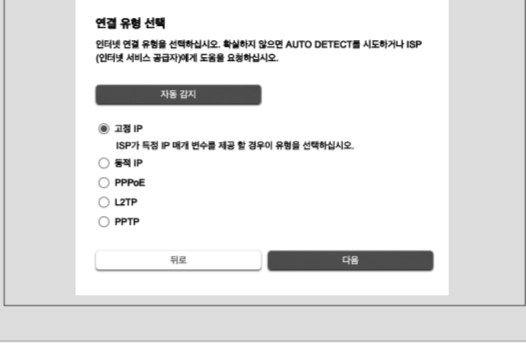 연결 유형 선택
인터넷 연결 유형을 선택하십시오. 확실하지 않으면 AUTO DETECT를 시도하거나 ISP
(인터넷 서비스 공급자)에게 도움을 요청하십시오.
자동 감지
고정 IP
ISP가 특정 IP 매개 변수를 제공 할 경우이 유형을 선택하십시오.
동적 IP
PPPoE
L2TP
PPTP
뒤로
다음